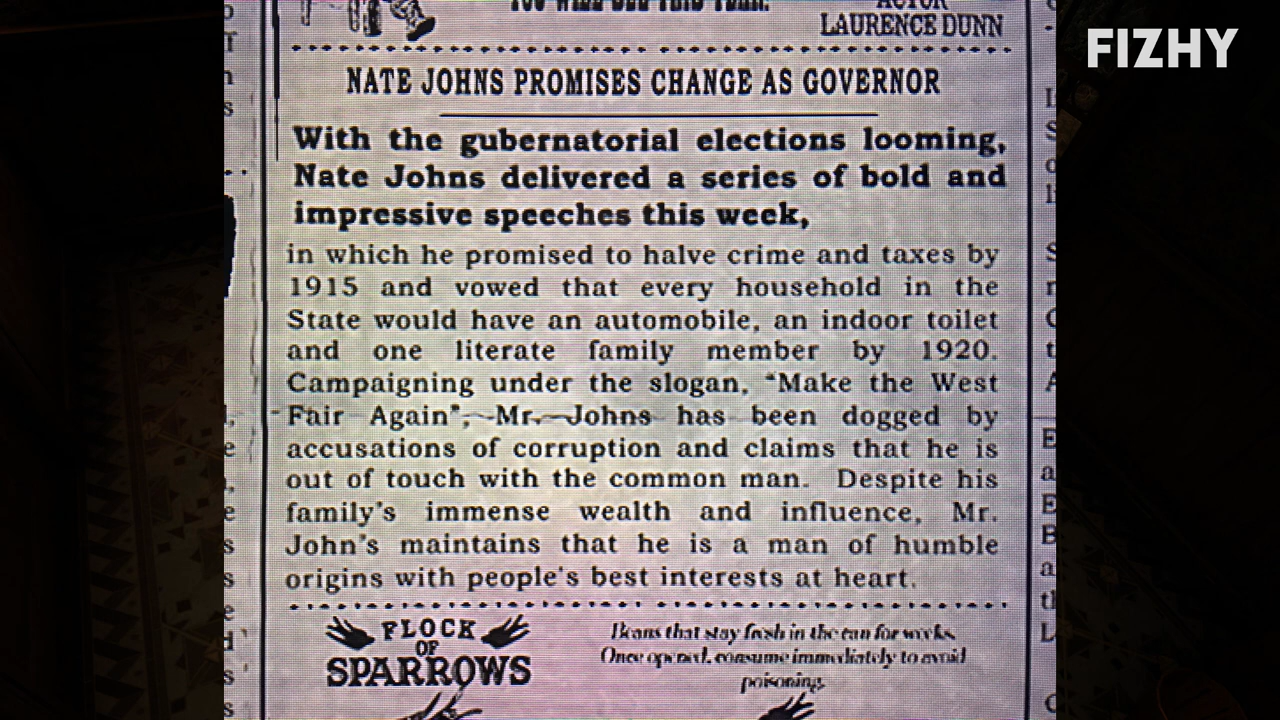 FIZHY
LAURENCE DUNN
NATE JOHNS PROMISES CHANGE AS GOVERNOR
With the gubernatorial elections looming,
Nate Johns delivered a series of bold and
impressive speeches this week,
in which he promised to halve crime and taxes by
1915 and vowed that every household in the
State would have an automobile, an indoor toilet
and one literate family member by 1920.
Campaigning under the slogan, "Make the West
Fair Again", Mr. Johns has been dogged by
accusations of corruption and claims that he is
out of touch with the common man. Despite his
family's immense wealth and influence, Mr.
John's maintains that he is a man of humble
origins with people's best interests at heart.
FLOCK
OF
SPARROWS
Beans that stay fresh in the can for weeks.
Once opened, consume immediately to avoid
poisoning.